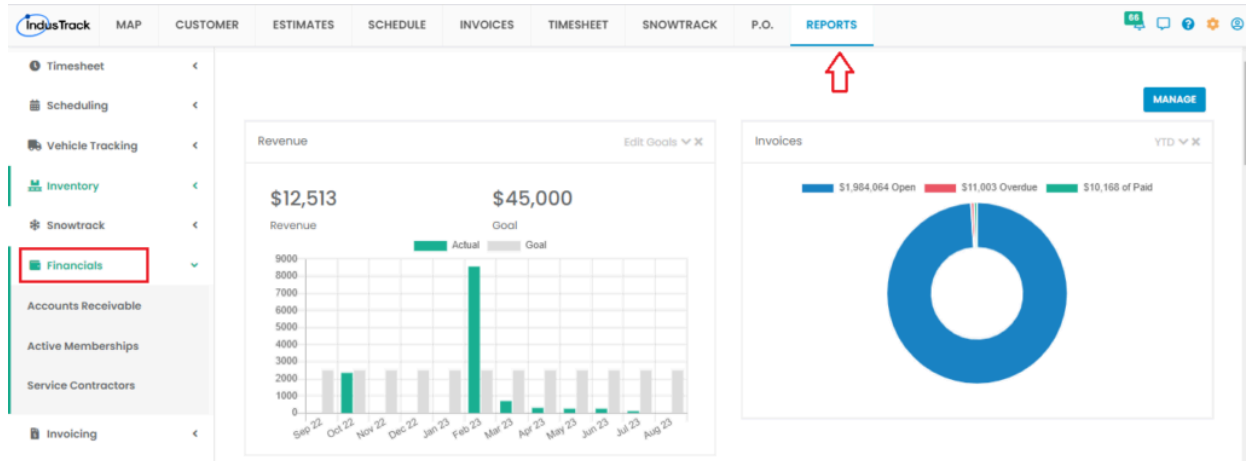 IndusTrack MAP CUSTOMER ESTIMATES SCHEDULE INVOICES TIMESHEET SNOWTRACK P.O. REPORTS 66
Timesheet
Scheduling
Vehicle Tracking
Inventory
Snowtrack
Financials
Accounts Receivable
Active Memberships
Service Contractors
Invoicing
MANAGE
Revenue Edit Goals
$12,513 $45,000
Revenue Goal
Actual Goal
9000
8000
7000
6000
5000
4000
3000
2000
1000
0
Sep 22 Oct 22 Nov 22 Dec 22 Jan 23 Feb 23 Mar 23 Apr 23 May 23 Jun 23 Jul 23 Aug 23
Invoices YTD
$1,984,064 Open $11,003 Overdue $10,168 of Paid